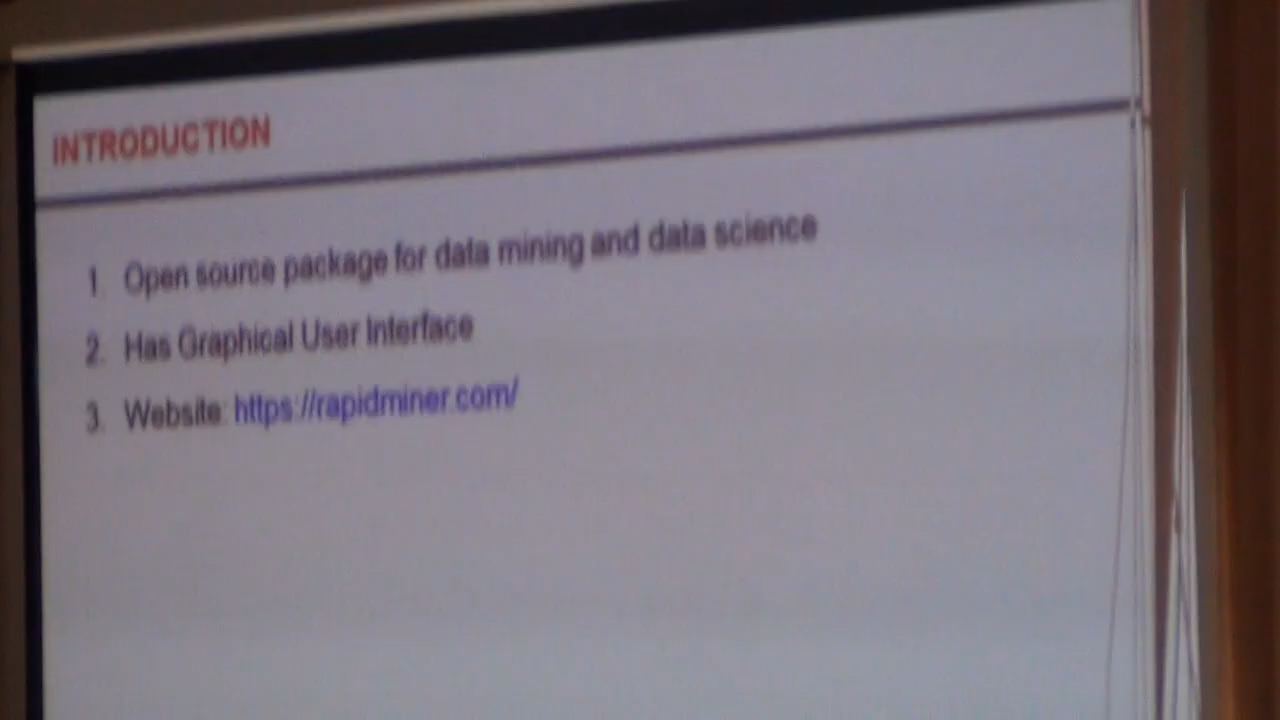 INTRODUCTION
1. Open source package for data mining and data science
2. Has Graphical User Interface
3. Website: https://rapidminer.com/